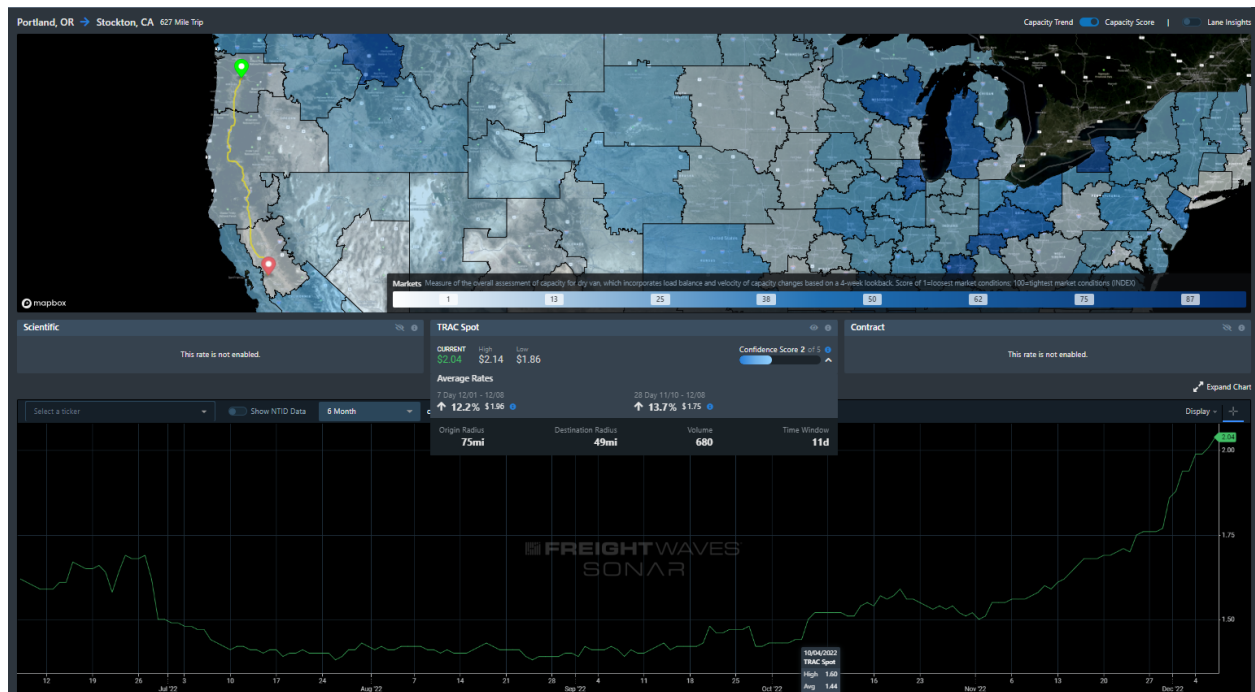 Portland, OR → Stockton, CA 627 Mile Trip
Capacity Trend Capacity Score | Lane Insights
mapbox
Markets Measure of the overall assessment of capacity for dry van, which incorporates load balance and velocity of capacity changes based on a 4-week lookback. Score of 1=loosest market conditions; 100=tightest market conditions (INDEX)
1 13 25 38 50 62 75 87
Scientific
This rate is not enabled.
TRAC Spot
CURRENT High Low
$2.04 $2.14 $1.86
Confidence Score 2 of 5
Average Rates
7 Day 12/01 - 12/08
↑ 12.2% $1.96
28 Day 11/10 - 12/08
↑ 13.7% $1.75
Origin Radius Destination Radius Volume Time Window
75mi 49mi 680 11d
Contract
This rate is not enabled.
Expand Chart
Select a ticker Show NTID Data 6 Month
Display
2.04
2.00
1.75
1.50
FREIGHTWAVES
SONAR
10/04/2022
TRAC Spot
High 1.60
Avg 1.44
12 19 26 Jul '22 3 10 17 24 Aug '22 7 14 21 28 Sep '22 4 11 18 25 Oct '22 16 23 Nov '22 6 13 20 27 Dec '22 4